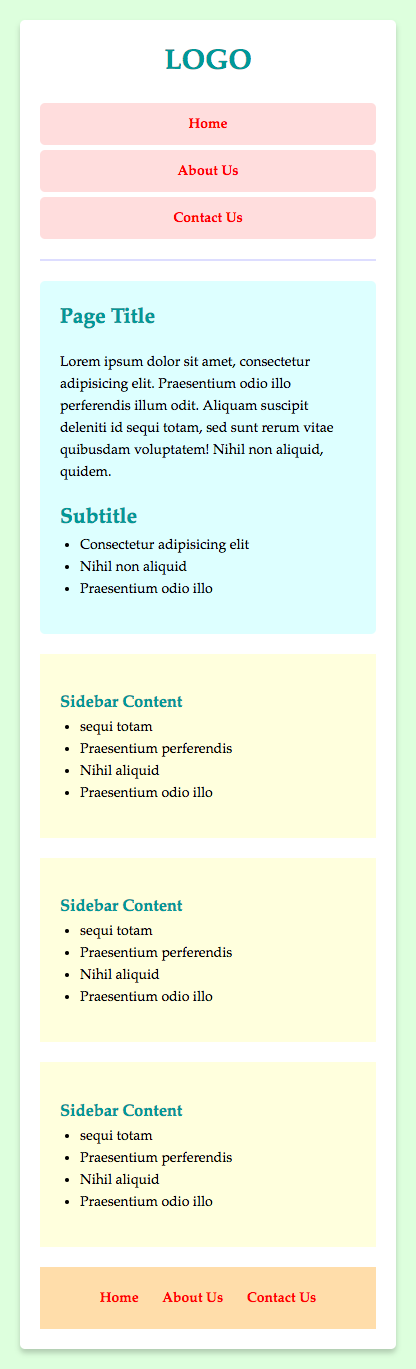 LOGO
Home
About Us
Contact Us
Page Title
Lorem ipsum dolor sit amet, consectetur
adipisicing elit. Praesentium odio illo
perferendis illum odit. Aliquam suscipit
deleniti id sequi totam, sed sunt rerum vitae
quibusdam voluptatem! Nihil non aliquid,
quidem.
Subtitle
• Consectetur adipisicing elit
• Nihil non aliquid
• Praesentium odio illo
Sidebar Content
• sequi totam
• Praesentium perferendis
• Nihil aliquid
• Praesentium odio illo
Sidebar Content
• sequi totam
• Praesentium perferendis
• Nihil aliquid
• Praesentium odio illo
Sidebar Content
• sequi totam
• Praesentium perferendis
• Nihil aliquid
• Praesentium odio illo
Home About Us Contact Us